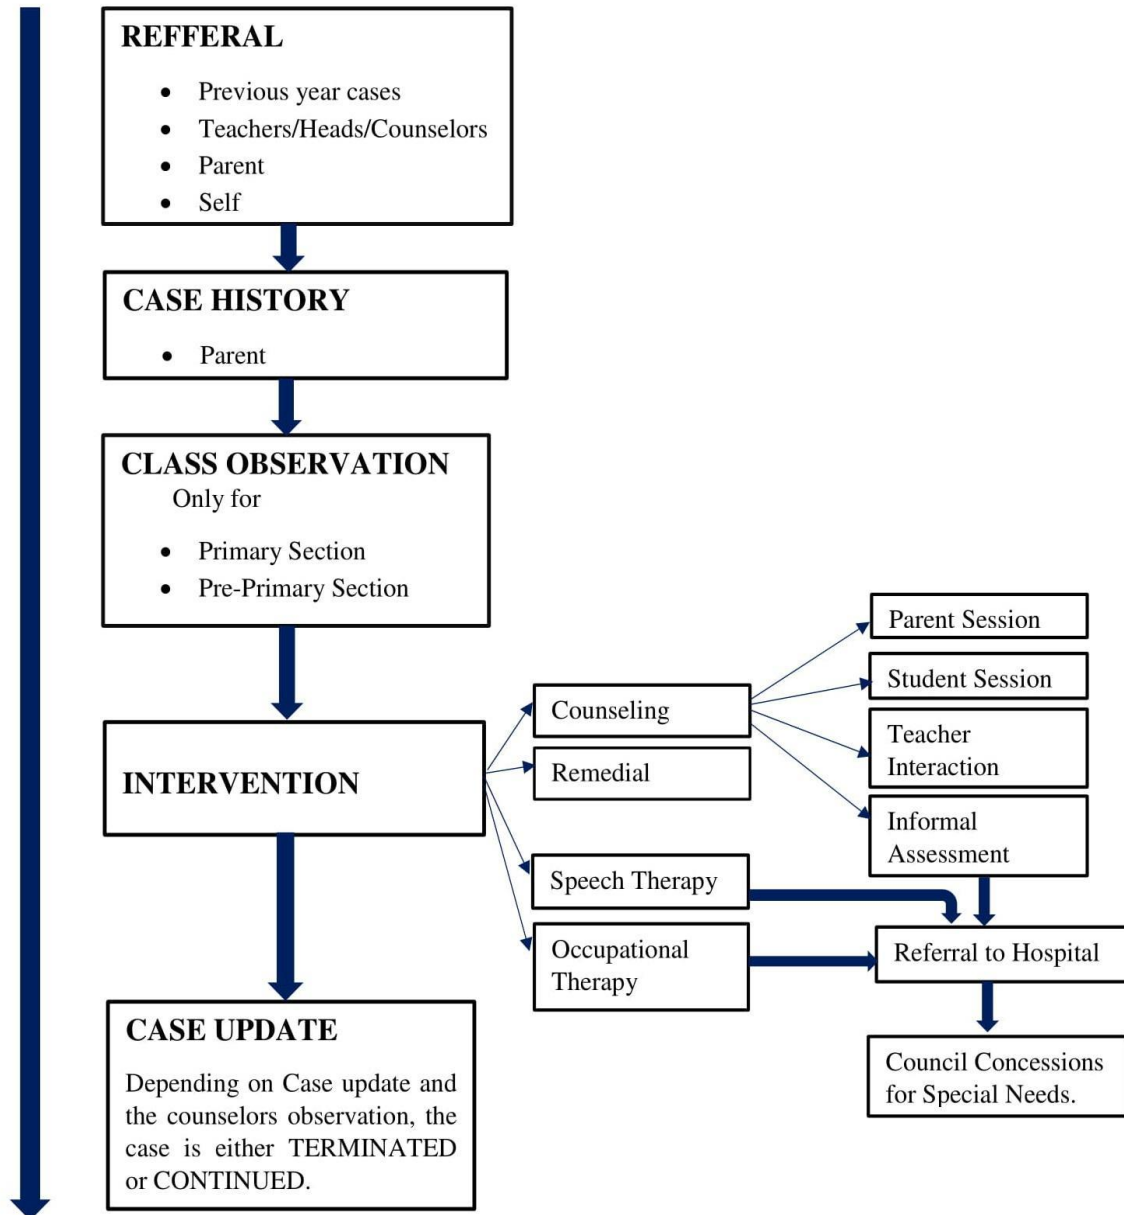 REFFERAL
• Previous year cases
• Teachers/Heads/Counselors
• Parent
• Self
CASE HISTORY
• Parent
CLASS OBSERVATION
Only for
• Primary Section
• Pre-Primary Section
INTERVENTION
Counseling
Remedial
Speech Therapy
Occupational
Therapy
Parent Session
Student Session
Teacher
Interaction
Informal
Assessment
Referral to Hospital
Council Concessions
for Special Needs.
CASE UPDATE
Depending on Case update and
the counselors observation, the
case is either TERMINATED
or CONTINUED.